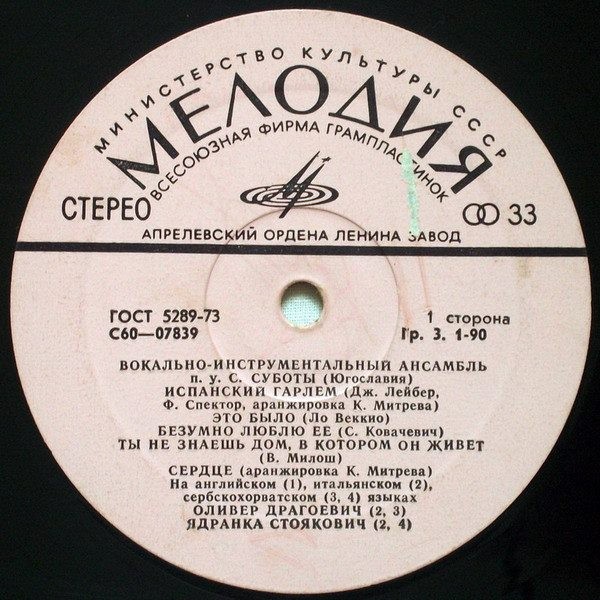 МИНИСТЕРСТВО КУЛЬТУРЫ СССР
МЕЛОДИЯ
ВСЕСОЮЗНАЯ ФИРМА ГРАМПЛАСТИНОК
СТЕРЕО
33
АПРЕЛЕВСКИЙ ОРДЕНА ЛЕНИНА ЗАВОД
ГОСТ 5289-73
1 сторона
С60—07839
Гр. 3. 1-90
ВОКАЛЬНО-ИНСТРУМЕНТАЛЬНЫЙ АНСАМБЛЬ
п. у С. СУБОТЫ (Югославия)
ИСПАНСКИЙ ГАРЛЕМ (Дж. Лейбер,
Ф. Спектор, аранжировка К. Митрева)
ЭТО БЫЛО (Ло Веккио)
БЕЗУМНО ЛЮБЛЮ ЕЕ (С. Ковачевич)
ТЫ НЕ ЗНАЕШЬ ДОМ, В КОТОРОМ ОН ЖИВЕТ
(В. Милош)
СЕРДЦЕ (аранжировка К. Митрева)
На английском (1), итальянском (2),
сербскохорватском (3, 4) языках
ОЛИВЕР ДРАГОЕВИЧ (2, 3)
ЯДРАНКА СТОЯКОВИЧ (2, 4)